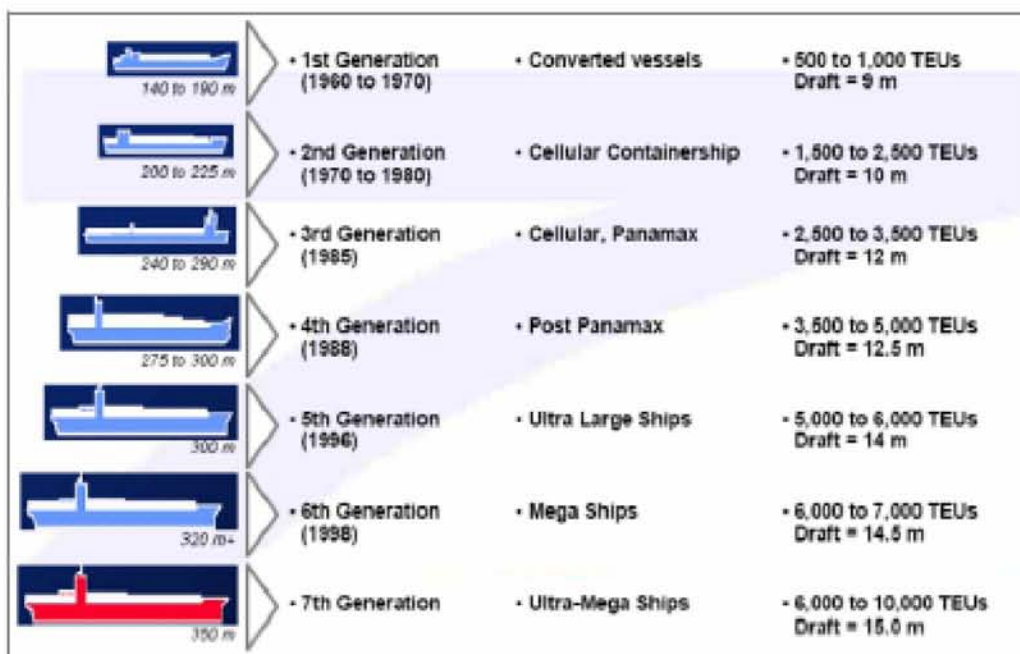 140 to 190 m
• 1st Generation
(1960 to 1970)
• Converted vessels
• 500 to 1,000 TEUs
Draft = 9 m
200 to 225 m
• 2nd Generation
(1970 to 1980)
• Cellular Containership
• 1,500 to 2,500 TEUs
Draft = 10 m
240 to 290 m
• 3rd Generation
(1985)
• Cellular, Panamax
• 2,500 to 3,500 TEUs
Draft = 12 m
275 to 300 m
• 4th Generation
(1988)
• Post Panamax
• 3,500 to 5,000 TEUs
Draft = 12.5 m
300 m
• 5th Generation
(1996)
• Ultra Large Ships
• 5,000 to 6,000 TEUs
Draft = 14 m
320 m+
• 6th Generation
(1998)
• Mega Ships
• 6,000 to 7,000 TEUs
Draft = 14.5 m
350 m
• 7th Generation
• Ultra-Mega Ships
• 6,000 to 10,000 TEUs
Draft = 15.0 m